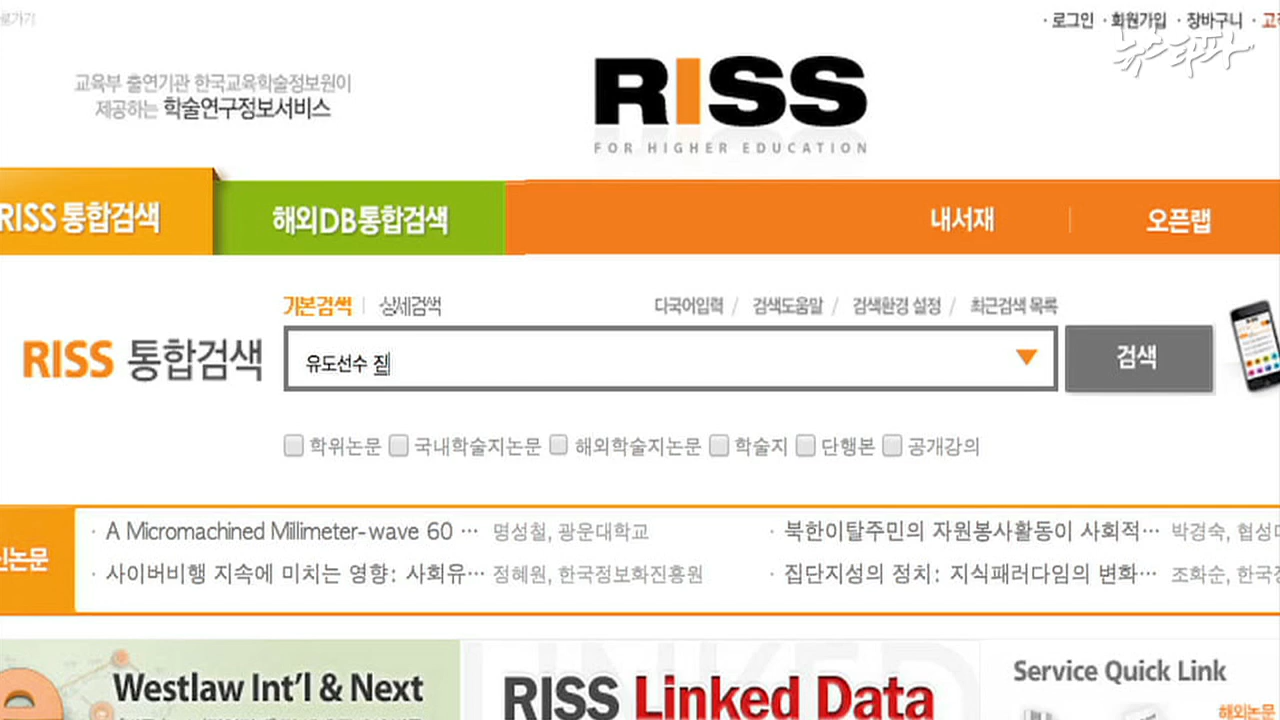 · 로그인 · 회원가입 · 장바구니 ·
뉴스타파
교육부 출연기관 한국교육학술정보원이
제공하는 학술연구정보서비스
RISS
FOR HIGHER EDUCATION
RISS 통합검색
해외DB통합검색
내서재
오픈랩
기본검색 | 상세검색
다국어입력 / 검색도움말 / 검색환경 설정 / 최근검색 목록
RISS 통합검색
유도선수 짊
검색
학위논문 국내학술지논문 해외학술지논문 학술지 단행본 공개강의
· A Micromachined Millimeter-wave 60 … 명성철, 광운대학교
· 북한이탈주민의 자원봉사활동이 사회적… 박경숙, 협성
신논문
· 사이버비행 지속에 미치는 영향: 사회유… 정혜원, 한국정보화진흥원
· 집단지성의 정치: 지식패러다임의 변화… 조화순, 한국
Westlaw Int'l & Next
RISS Linked Data
Service Quick Link
해외논문